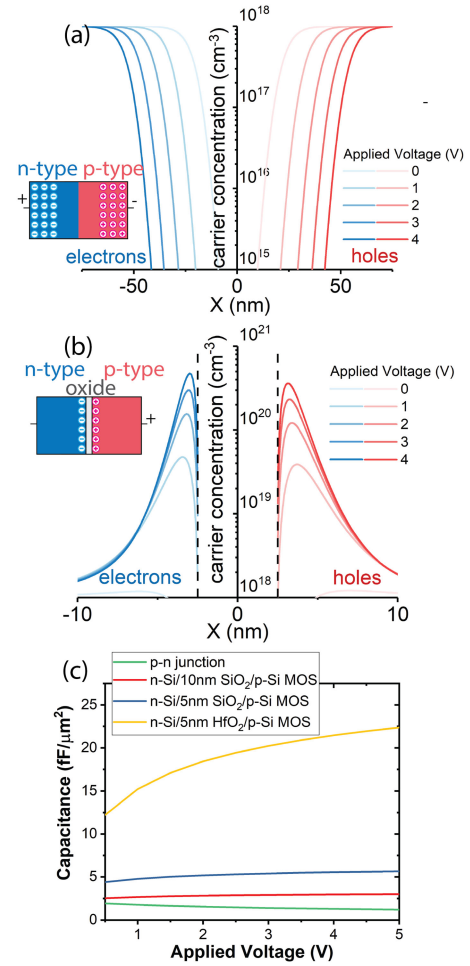 (a)
10¹⁸
10¹⁷
10¹⁶
10¹⁵
carrier concentration (cm⁻³)
-
n-type p-type
+ -
Applied Voltage (V)
0
1
2
3
4
electrons
holes
-50 0 50
X (nm)
(b)
10²¹
10²⁰
10¹⁹
10¹⁸
carrier concentration (cm⁻³)
n-type p-type
oxide
- +
Applied Voltage (V)
0
1
2
3
4
electrons
holes
-10 0 10
X (nm)
(c)
p-n junction
n-Si/10nm SiO₂/p-Si MOS
n-Si/5nm SiO₂/p-Si MOS
n-Si/5nm HfO₂/p-Si MOS
Capacitance (fF/μm²)
25
20
15
10
5
0
1 2 3 4 5
Applied Voltage (V)